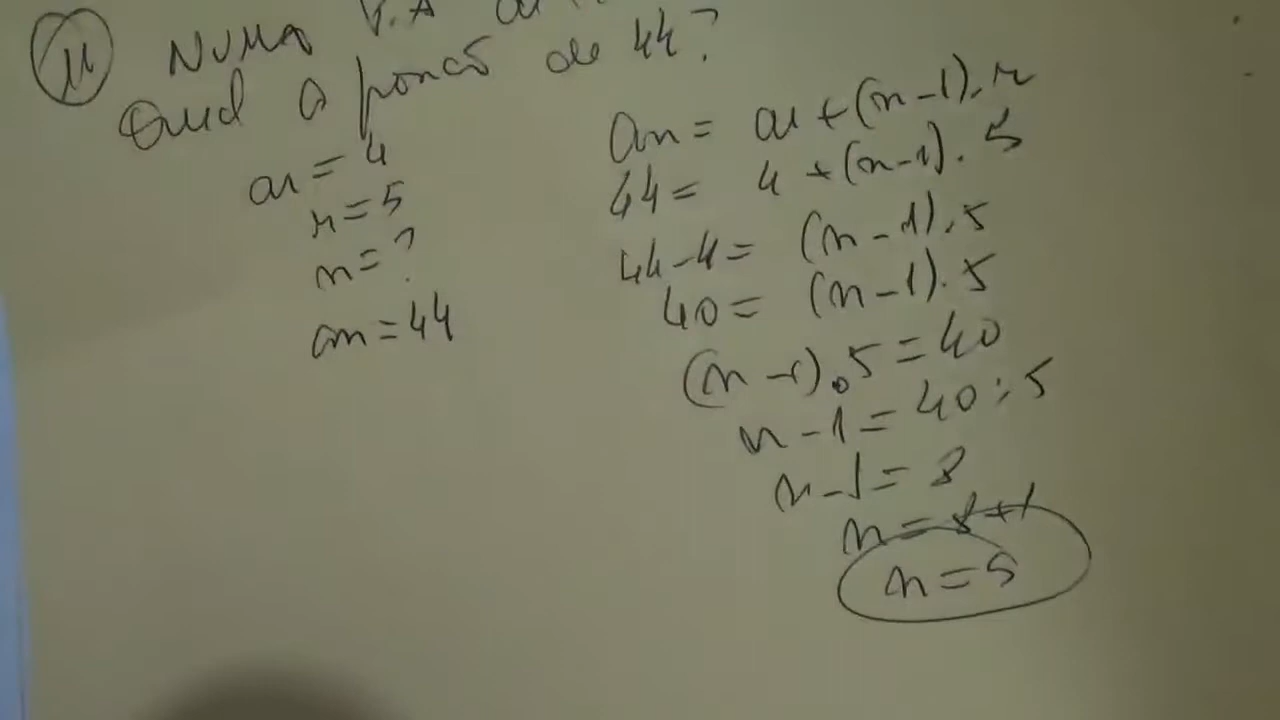 11 NUMA P.A
Qual a posição de 44?
a1 = 4
r = 5
n = ?
an = 44
an = a1 + (n - 1). r
44 = 4 + (n - 1). 5
44 - 4 = (n - 1). 5
40 = (n - 1). 5
(n - 1). 5 = 40
n - 1 = 40 : 5
n - 1 = 8
n = 8 + 1
n = 9